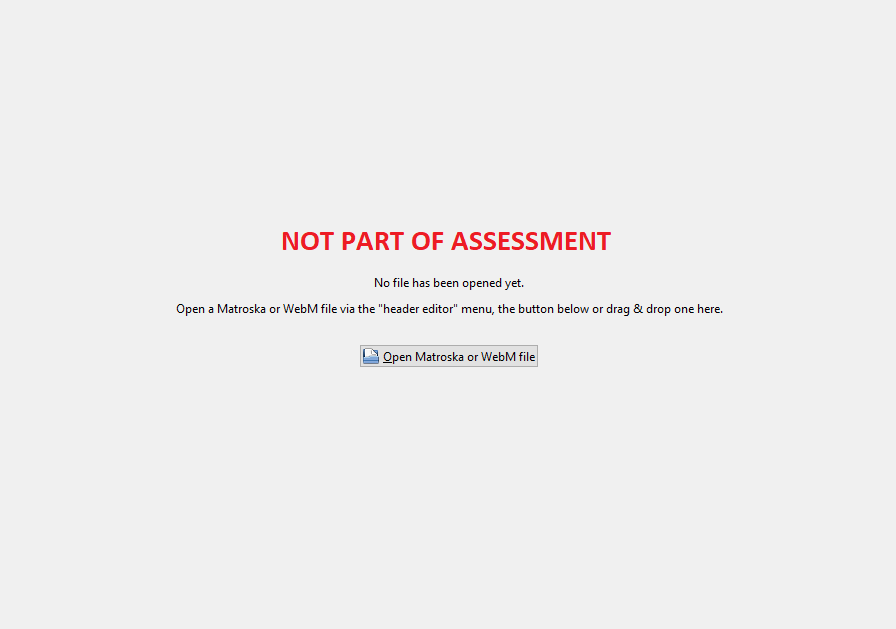 NOT PART OF ASSESSMENT
No file has been opened yet.
Open a Matroska or WebM file via the "header editor" menu, the button below or drag & drop one here.
Open Matroska or WebM file